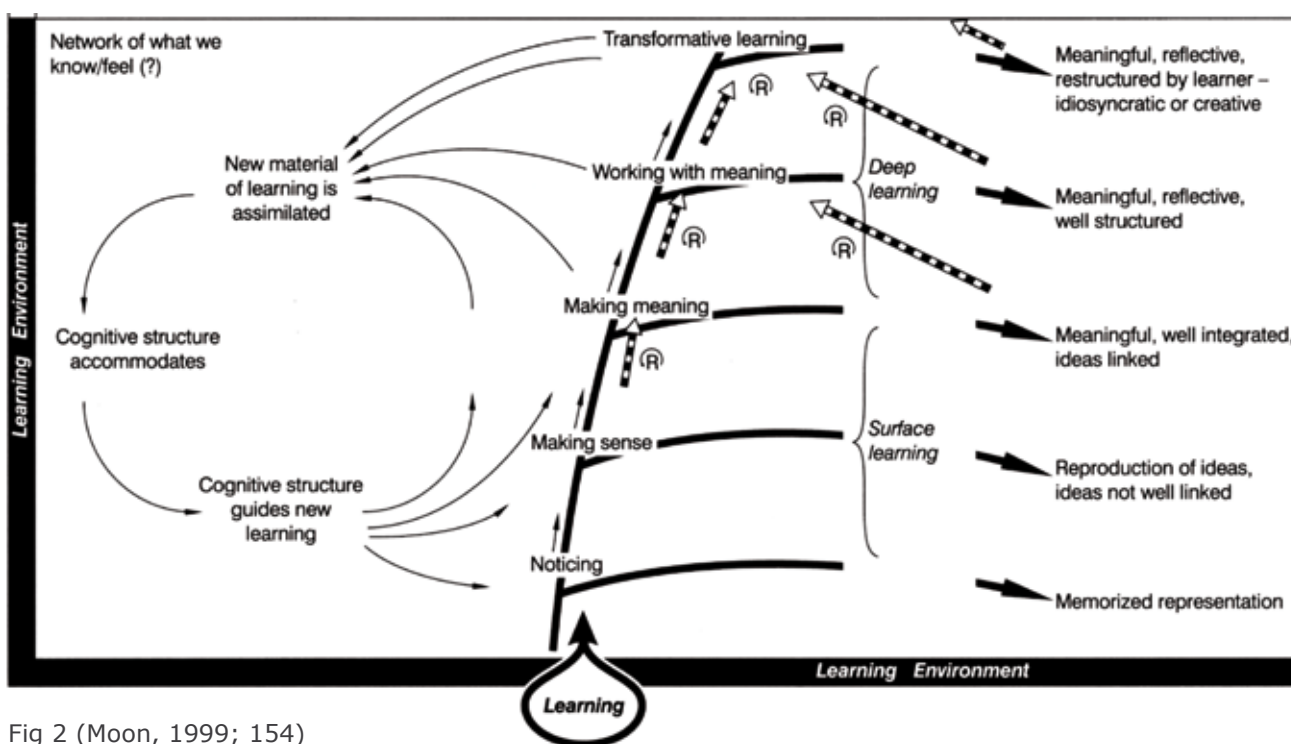 Network of what we
know/feel (?)
Transformative learning
Meaningful, reflective,
restructured by learner –
idiosyncratic or creative
R
R
New material
of learning is
assimilated
Working with meaning
Deep
learning
Meaningful, reflective,
well structured
R
R
Learning Environment
Cognitive structure
accommodates
Making meaning
Meaningful, well integrated,
ideas linked
R
Making sense
Surface
learning
Reproduction of ideas,
ideas not well linked
Cognitive structure
guides new
learning
Noticing
Memorized representation
Learning Environment
Learning
Fig 2 (Moon, 1999; 154)